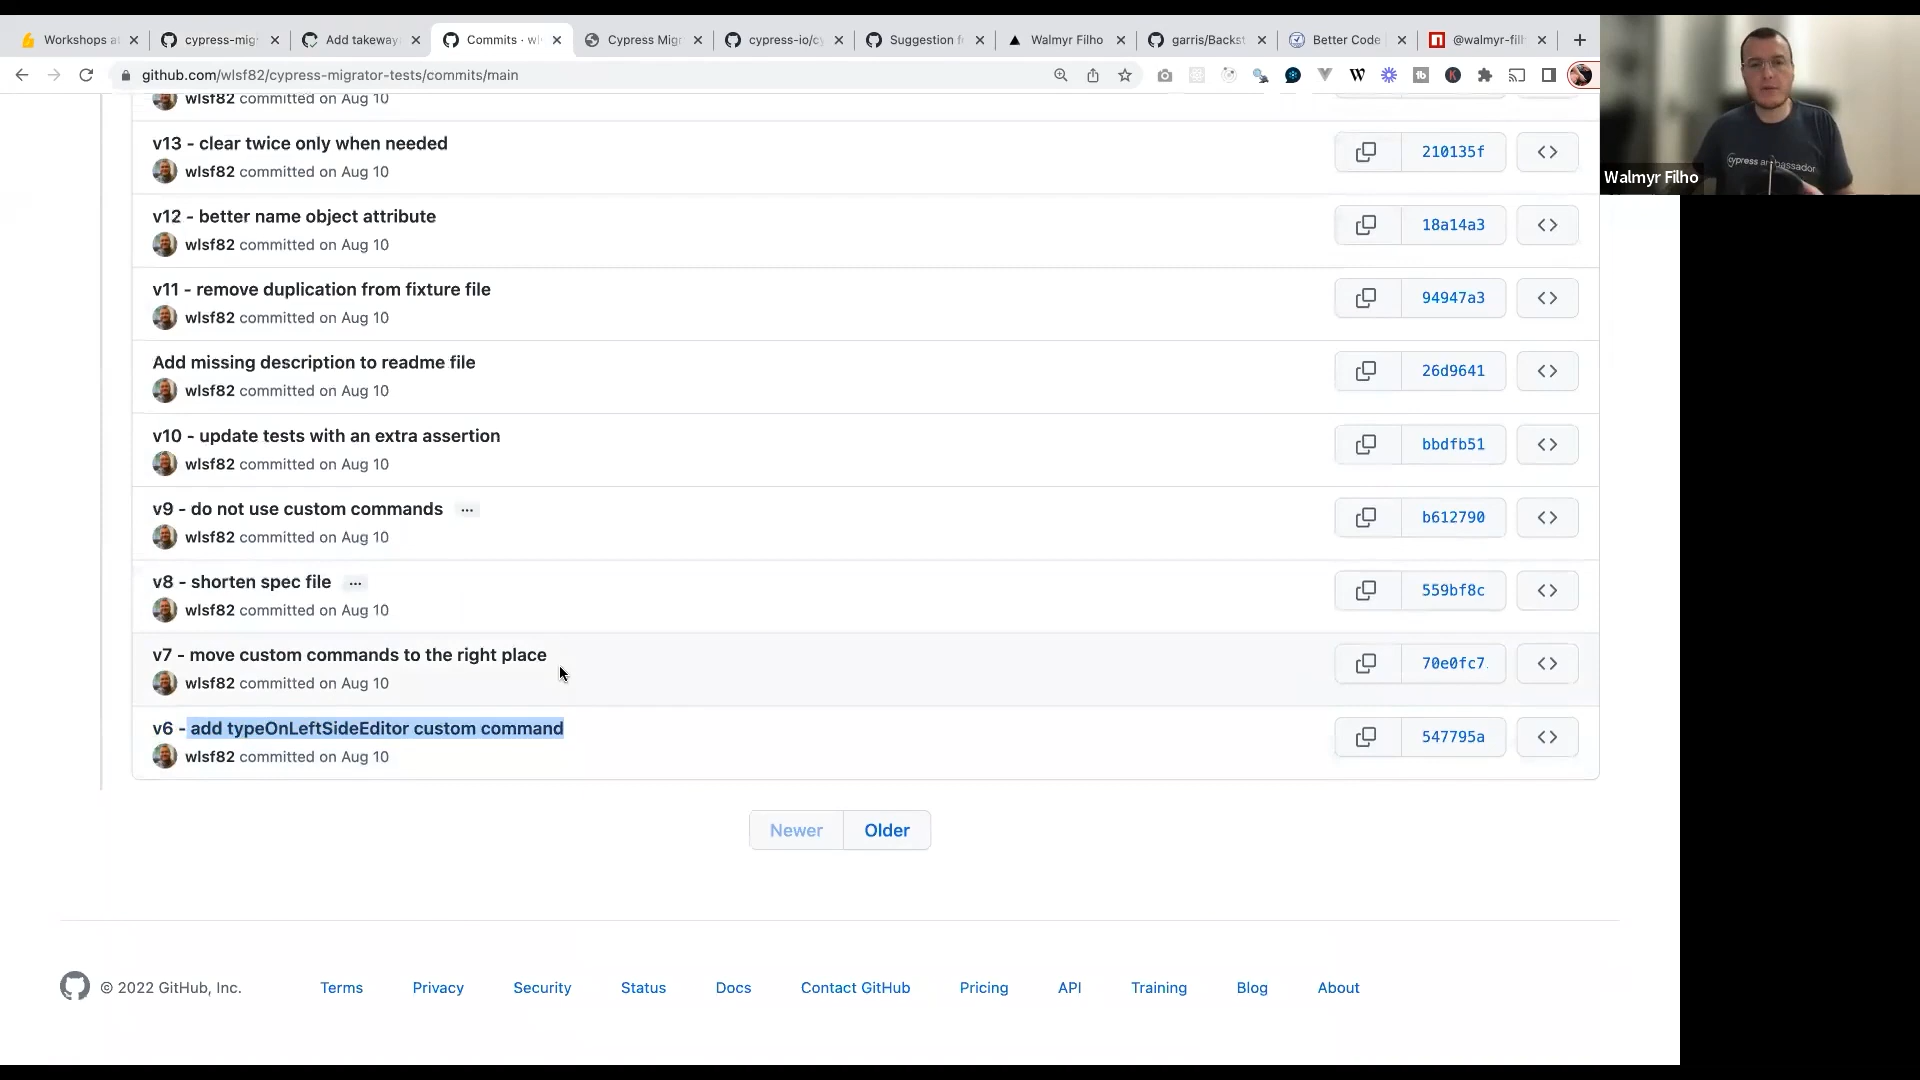 Workshops a
cypress-mig
Add takeway
Commits · wl
Cypress Mig
cypress-io/cy
Suggestion f
Walmyr Filho
garris/Backst
Better Code
@walmyr-filh
github.com/wlsf82/cypress-migrator-tests/commits/main
wlsf82 committed on Aug 10
v13 - clear twice only when needed
wlsf82 committed on Aug 10
210135f
v12 - better name object attribute
wlsf82 committed on Aug 10
18a14a3
v11 - remove duplication from fixture file
wlsf82 committed on Aug 10
94947a3
Add missing description to readme file
wlsf82 committed on Aug 10
26d9641
v10 - update tests with an extra assertion
wlsf82 committed on Aug 10
bbdfb51
v9 - do not use custom commands ...
wlsf82 committed on Aug 10
b612790
v8 - shorten spec file ...
wlsf82 committed on Aug 10
559bf8c
v7 - move custom commands to the right place
wlsf82 committed on Aug 10
70e0fc7
v6 - add typeOnLeftSideEditor custom command
wlsf82 committed on Aug 10
547795a
Newer
Older
© 2022 GitHub, Inc.
Terms
Privacy
Security
Status
Docs
Contact GitHub
Pricing
API
Training
Blog
About
cypress ambassador
Walmyr Filho